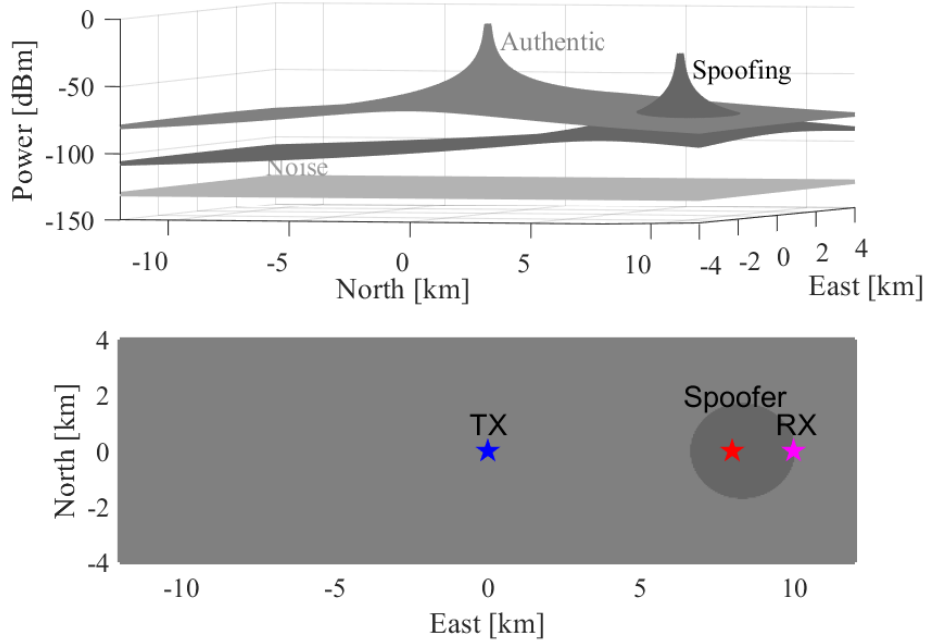 0
Authentic
Spoofing
-50
Power [dBm]
-100
Noise
-150
-10
-5
0
5
10
-4
-2
0
2
4
North [km]
East [km]
4
Spoofer
2
TX
RX
North [km]
0
-2
-4
-10
-5
0
5
10
East [km]